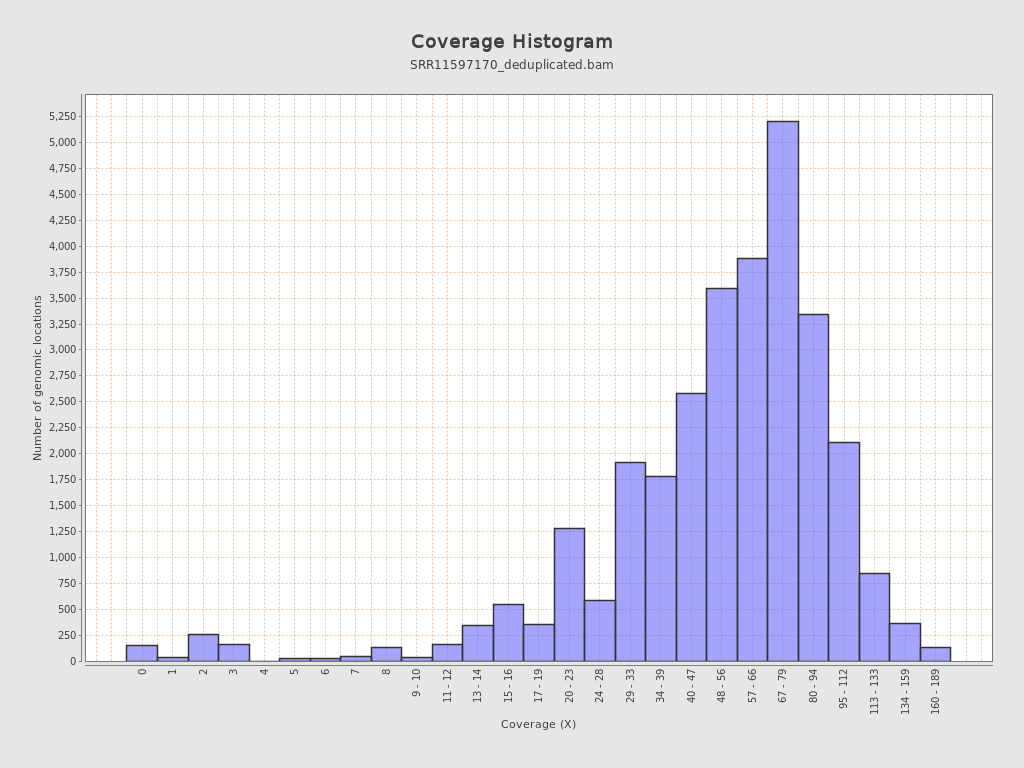 Coverage Histogram
SRR11597170_deduplicated.bam
Number of genomic locations
5,250
5,000
4,750
4,500
4,250
4,000
3,750
3,500
3,250
3,000
2,750
2,500
2,250
2,000
1,750
1,500
1,250
1,000
750
500
250
0
0
1
2
3
4
5
6
7
8
9 - 10
11 - 12
13 - 14
15 - 16
17 - 19
20 - 23
24 - 28
29 - 33
34 - 39
40 - 47
48 - 56
57 - 66
67 - 79
80 - 94
95 - 112
113 - 133
134 - 159
160 - 189
Coverage (X)